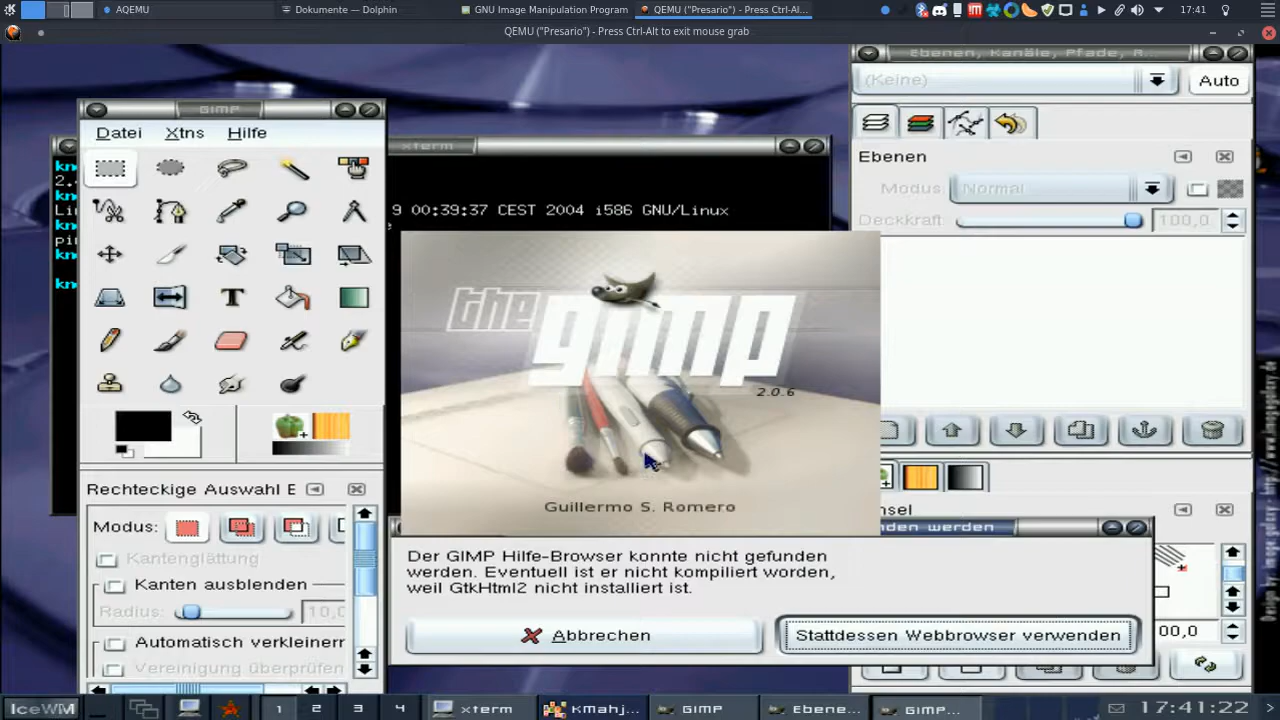 AQEMU
Dokumente — Dolphin
GNU Image Manipulation Program
QEMU ("Presario") - Press Ctrl-Al...
17:41
QEMU ("Presario") - Press Ctrl-Alt to exit mouse grab
Ebenen, Kanäle, Pfade, R...
(Keine)
Auto
GIMP
Datei
Xtns
Hilfe
xterm
9 00:39:37 CEST 2004 i586 GNU/Linux
Ebenen
Modus:
Normal
Deckkraft:
100,0
the gimp
2.0.6
Guillermo S. Romero
Rechteckige Auswahl E
Modus:
Kantenglättung
Kanten ausblenden
Radius:
10,0
Automatisch verkleinerr
Vereinigung überprüfen
nden werden
Der GIMP Hilfe-Browser konnte nicht gefunden
werden. Eventuell ist er nicht kompiliert worden,
weil GtkHtml2 nicht installiert ist.
Abbrechen
Stattdessen Webbrowser verwenden
nsel
00,0
IceWM
1
2
3
4
xterm
Kmahj...
GIMP
Ebene...
GIMP...
17:41:22